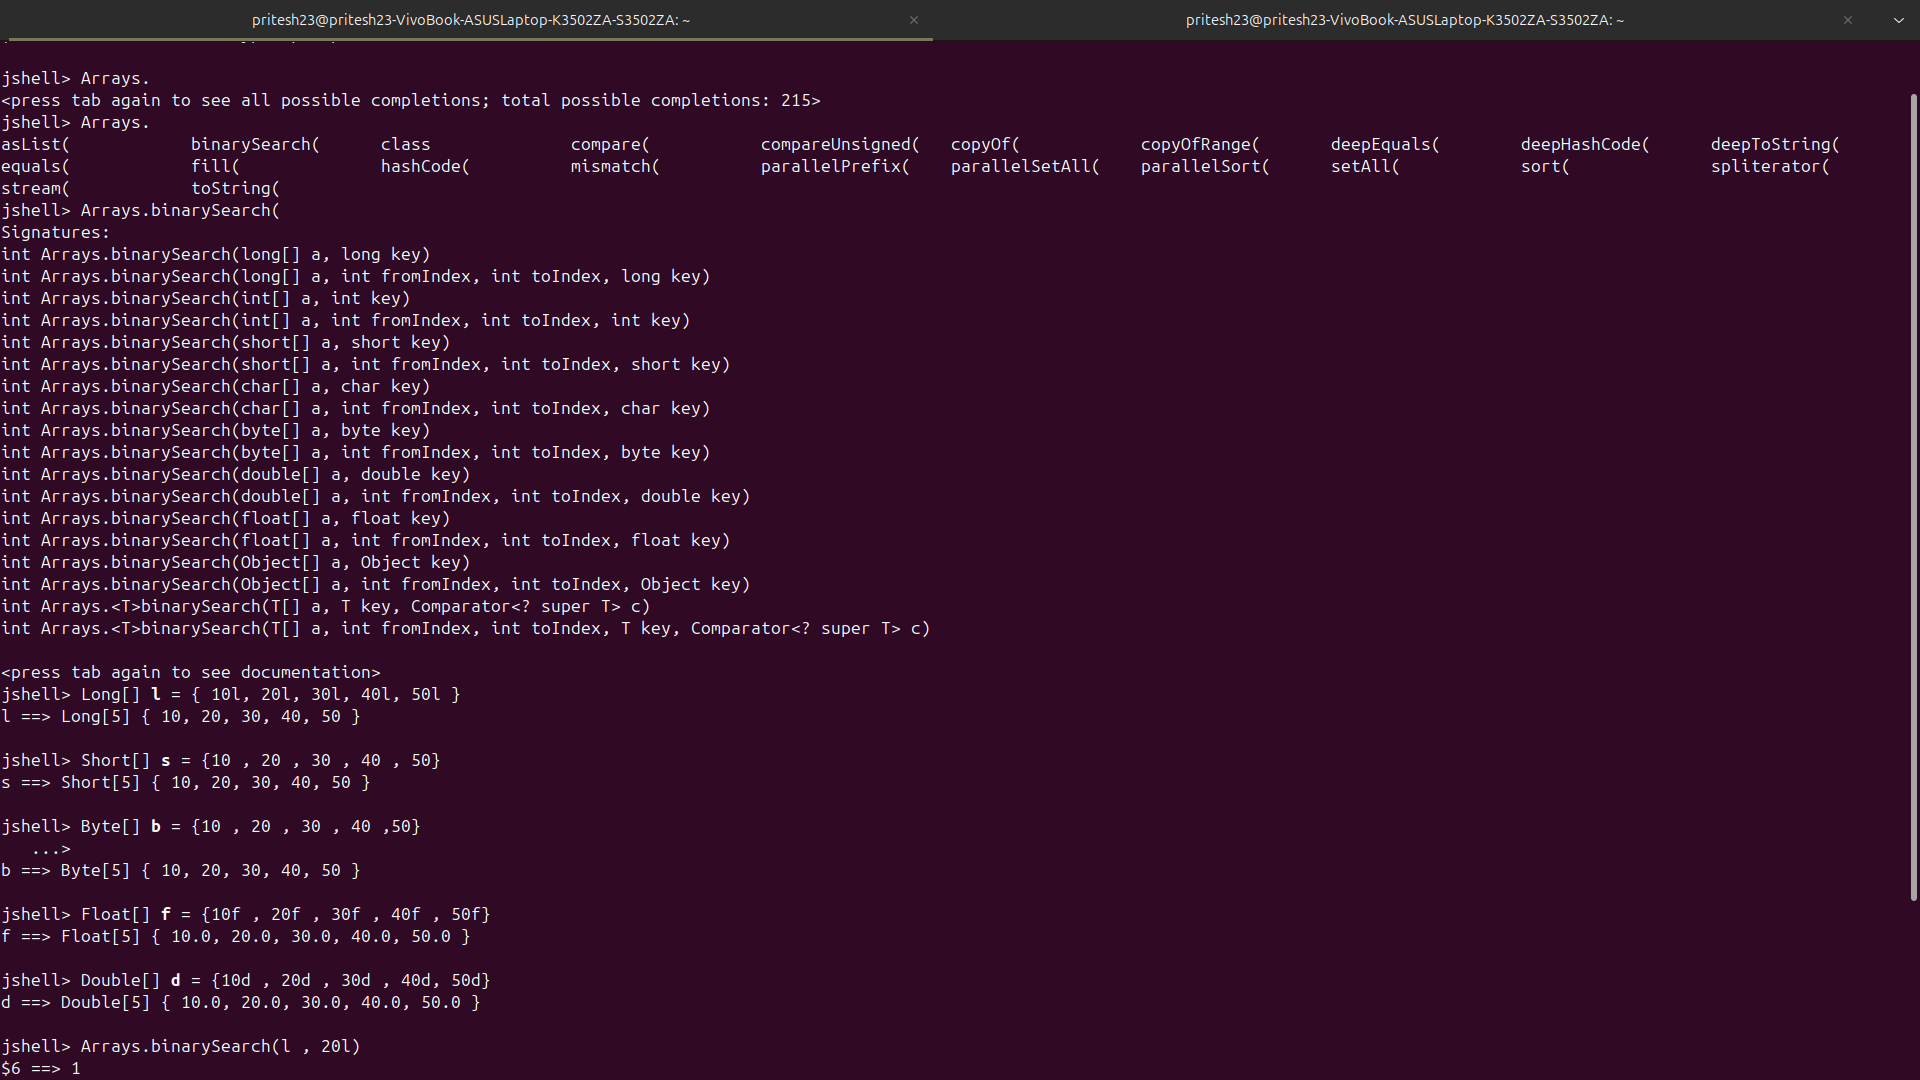 pritesh23@pritesh23-VivoBook-ASUSLaptop-K3502ZA-S3502ZA: ~
pritesh23@pritesh23-VivoBook-ASUSLaptop-K3502ZA-S3502ZA: ~
jshell> Arrays.
<press tab again to see all possible completions; total possible completions: 215>
jshell> Arrays.
asList( binarySearch( class compare( compareUnsigned( copyOf( copyOfRange( deepEquals( deepHashCode( deepToString(
equals( fill( hashCode( mismatch( parallelPrefix( parallelSetAll( parallelSort( setAll( sort( spliterator(
stream( toString(
jshell> Arrays.binarySearch(
Signatures:
int Arrays.binarySearch(long[] a, long key)
int Arrays.binarySearch(long[] a, int fromIndex, int toIndex, long key)
int Arrays.binarySearch(int[] a, int key)
int Arrays.binarySearch(int[] a, int fromIndex, int toIndex, int key)
int Arrays.binarySearch(short[] a, short key)
int Arrays.binarySearch(short[] a, int fromIndex, int toIndex, short key)
int Arrays.binarySearch(char[] a, char key)
int Arrays.binarySearch(char[] a, int fromIndex, int toIndex, char key)
int Arrays.binarySearch(byte[] a, byte key)
int Arrays.binarySearch(byte[] a, int fromIndex, int toIndex, byte key)
int Arrays.binarySearch(double[] a, double key)
int Arrays.binarySearch(double[] a, int fromIndex, int toIndex, double key)
int Arrays.binarySearch(float[] a, float key)
int Arrays.binarySearch(float[] a, int fromIndex, int toIndex, float key)
int Arrays.binarySearch(Object[] a, Object key)
int Arrays.binarySearch(Object[] a, int fromIndex, int toIndex, Object key)
int Arrays.<T>binarySearch(T[] a, T key, Comparator<? super T> c)
int Arrays.<T>binarySearch(T[] a, int fromIndex, int toIndex, T key, Comparator<? super T> c)
<press tab again to see documentation>
jshell> Long[] l = { 10l, 20l, 30l, 40l, 50l }
l ==> Long[5] { 10, 20, 30, 40, 50 }
jshell> Short[] s = {10 , 20 , 30 , 40 , 50}
s ==> Short[5] { 10, 20, 30, 40, 50 }
jshell> Byte[] b = {10 , 20 , 30 , 40 ,50}
...>
b ==> Byte[5] { 10, 20, 30, 40, 50 }
jshell> Float[] f = {10f , 20f , 30f , 40f , 50f}
f ==> Float[5] { 10.0, 20.0, 30.0, 40.0, 50.0 }
jshell> Double[] d = {10d , 20d , 30d , 40d, 50d}
d ==> Double[5] { 10.0, 20.0, 30.0, 40.0, 50.0 }
jshell> Arrays.binarySearch(l , 20l)
$6 ==> 1